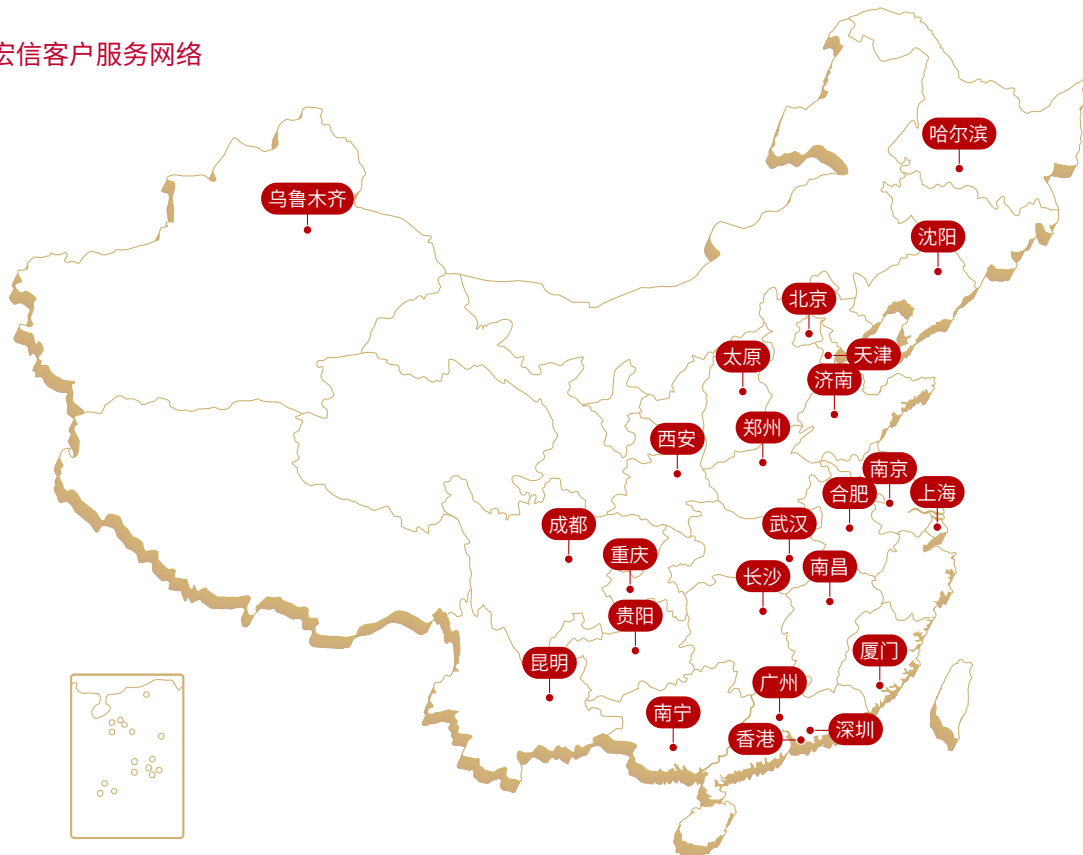 宏信客户服务网络
哈尔滨
乌鲁木齐
沈阳
北京
天津
太原
济南
郑州
西安
南京
合肥
上海
成都
武汉
重庆
南昌
长沙
贵阳
厦门
昆明
广州
南宁
深圳
香港